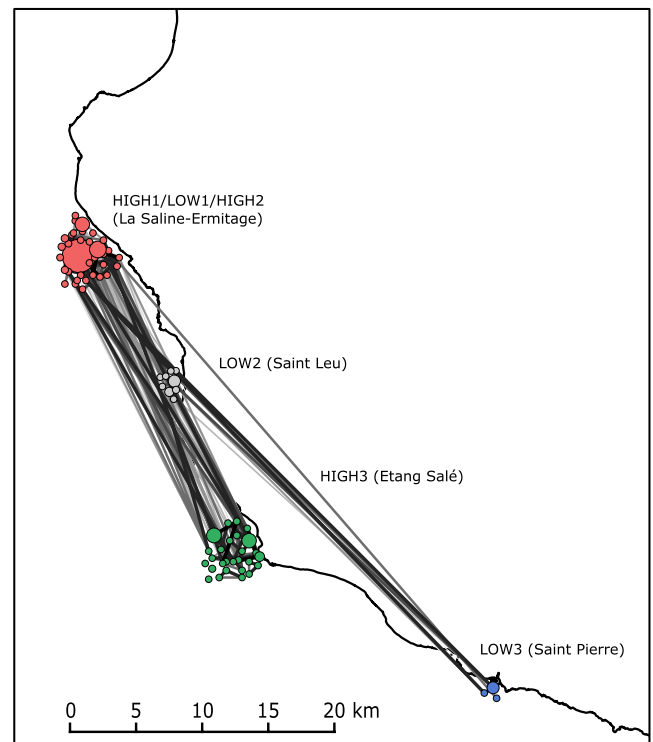 HIGH1/LOW1/HIGH2
(La Saline-Ermitage)
LOW2 (Saint Leu)
HIGH3 (Etang Salé)
LOW3 (Saint Pierre)
0 5 10 15 20 km